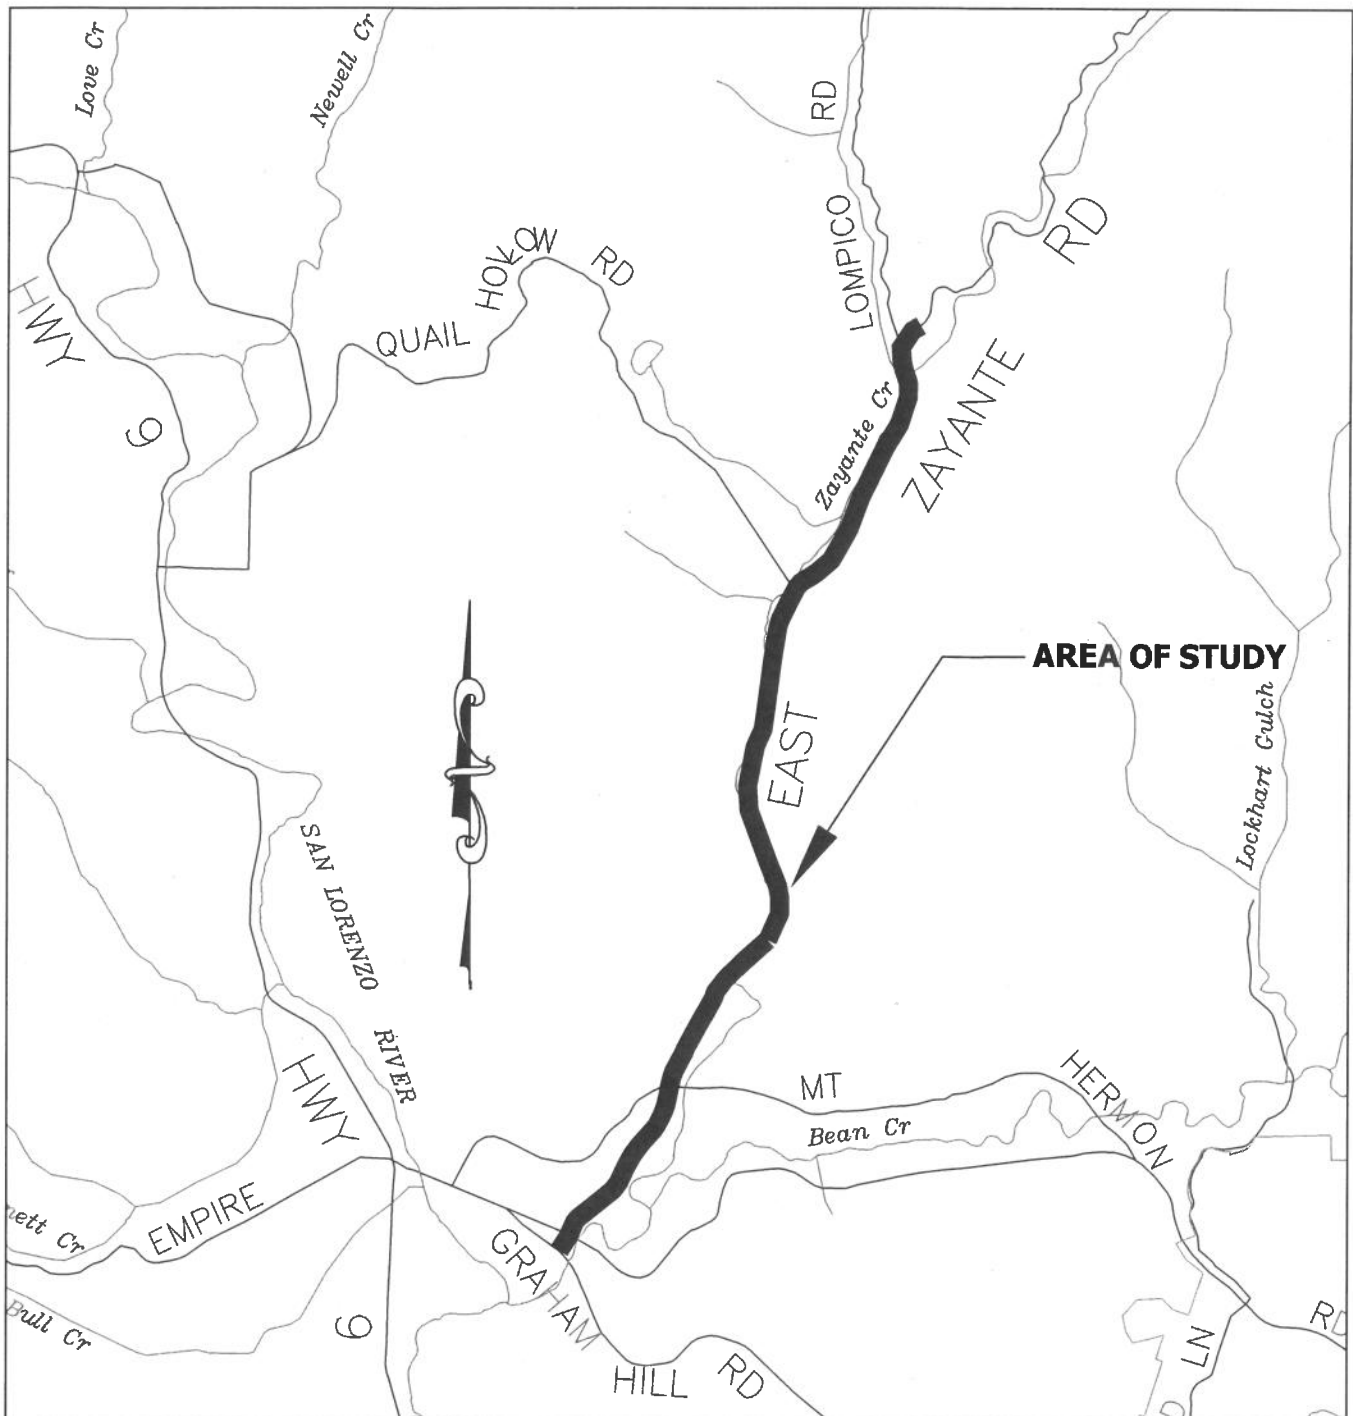 Love Cr
Newell Cr
LOMPICO RD
QUAIL HOLLOW RD
HWY 9
Zayante Cr
EAST ZAYANTE RD
AREA OF STUDY
Lockhart Gulch
SAN LORENZO RIVER
HWY 9
MT HERMON RD
Bean Cr
EMPIRE
nett Cr
GRAHAM HILL RD
Bull Cr
LN